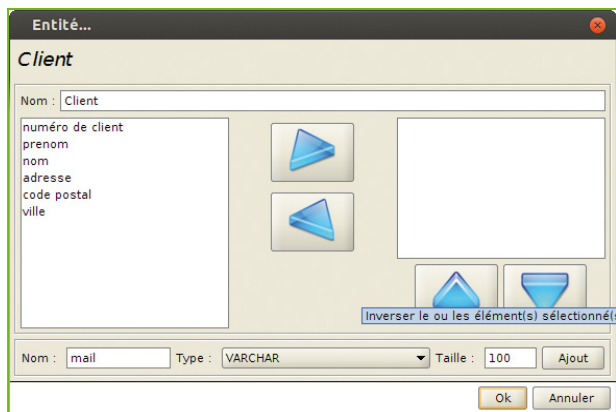 Entité...
Client
Nom : Client
numéro de client
prenom
nom
adresse
code postal
ville
Inverser le ou les élément(s) sélectionné(s
Nom : mail Type : VARCHAR Taille : 100 Ajout
Ok Annuler